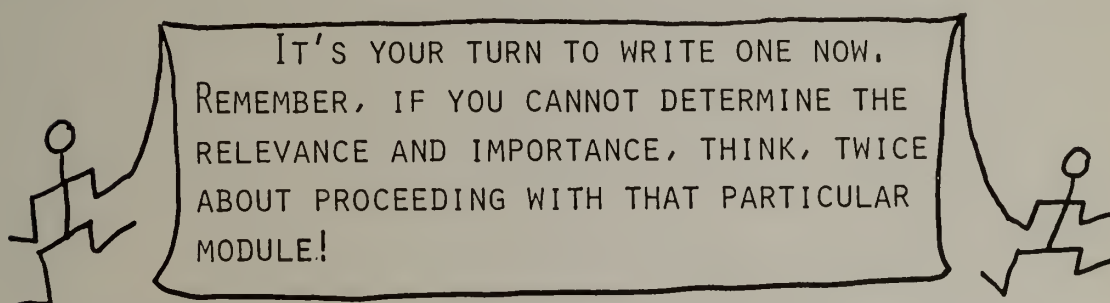 IT'S YOUR TURN TO WRITE ONE NOW.
REMEMBER, IF YOU CANNOT DETERMINE THE
RELEVANCE AND IMPORTANCE, THINK, TWICE
ABOUT PROCEEDING WITH THAT PARTICULAR
MODULE!